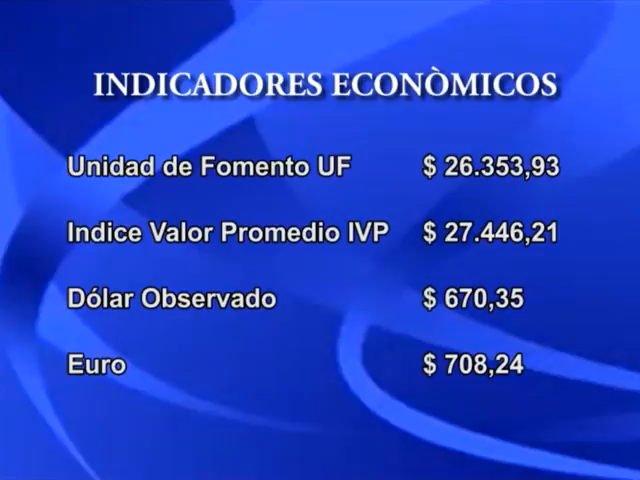 INDICADORES ECONÒMICOS
Unidad de Fomento UF $ 26.353,93
Indice Valor Promedio IVP $ 27.446,21
Dólar Observado $ 670,35
Euro $ 708,24